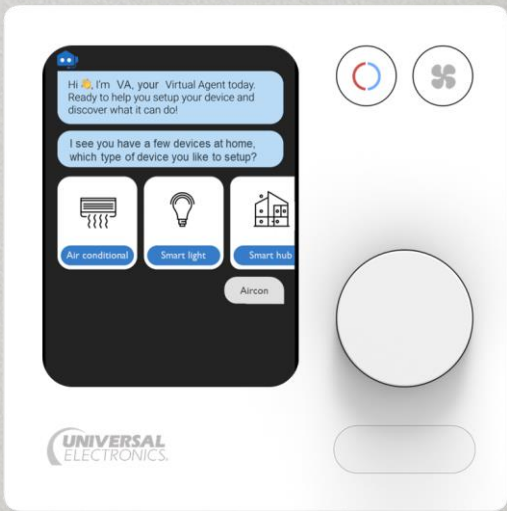 Hi 👋, I'm VA, your Virtual Agent today.
Ready to help you setup your device and
discover what it can do!
I see you have a few devices at home,
which type of device you like to setup?
Air conditional
Smart light
Smart hub
Aircon
UNIVERSAL
ELECTRONICS.